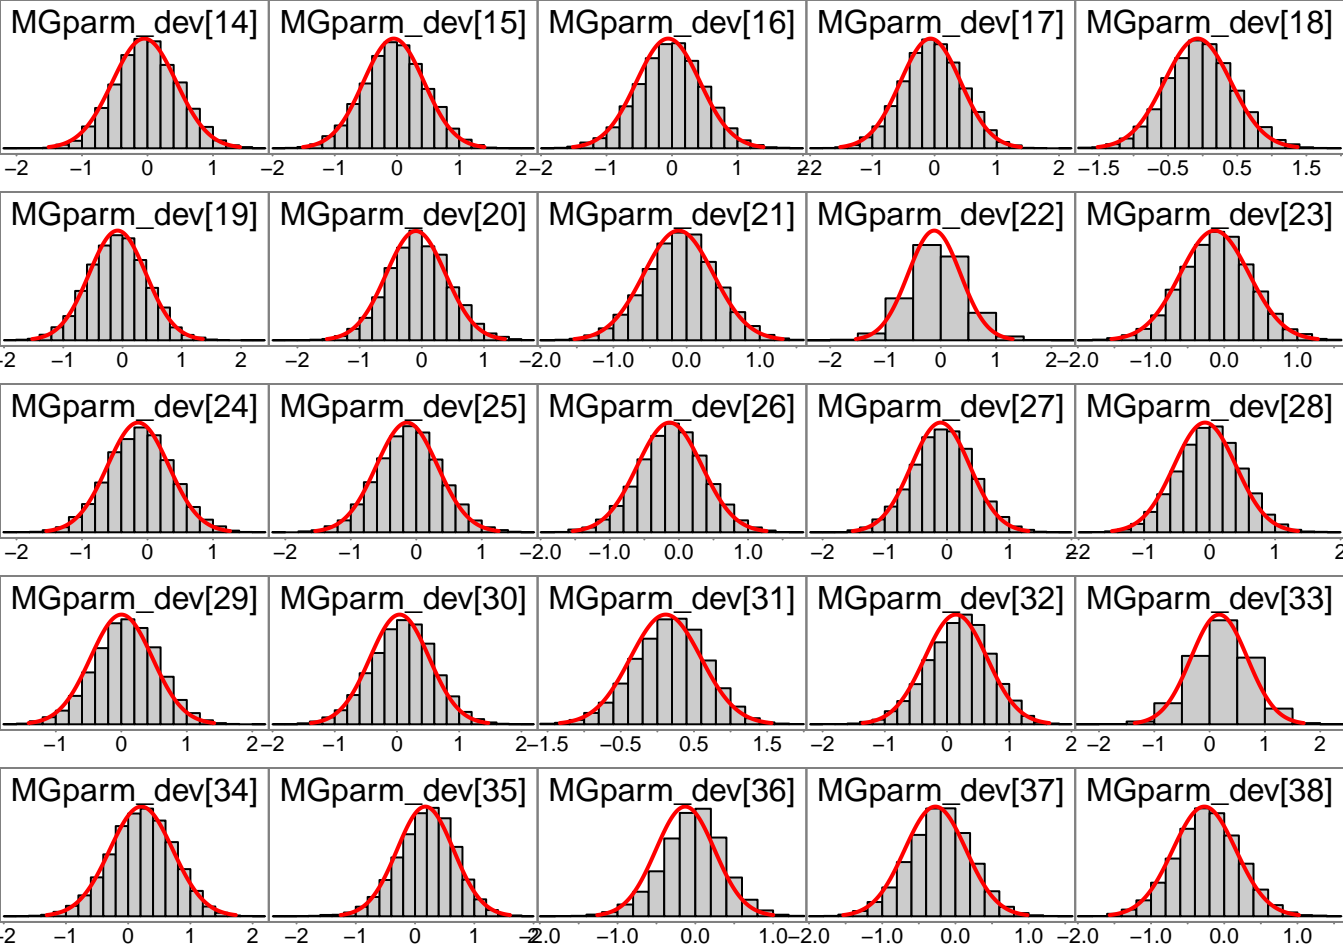 MGparm_dev[14] MGparm_dev[15] MGparm_dev[16] MGparm_dev[17] MGparm_dev[18]
−2 −1 0 1 −2 −1 0 1 2 −2 −1 0 1 2 −2 −1 0 1 2 −1.5 −0.5 0.5 1.5
MGparm_dev[19] MGparm_dev[20] MGparm_dev[21] MGparm_dev[22] MGparm_dev[23]
−2 −1 0 1 2 −2 −1 0 1 −2.0 −1.0 0.0 1.0 −2 −1 0 1 2 −2.0 −1.0 0.0 1.0
MGparm_dev[24] MGparm_dev[25] MGparm_dev[26] MGparm_dev[27] MGparm_dev[28]
−2 −1 0 1 −2 −1 0 1 −2.0 −1.0 0.0 1.0 −2 −1 0 1 2 −2 −1 0 1 2
MGparm_dev[29] MGparm_dev[30] MGparm_dev[31] MGparm_dev[32] MGparm_dev[33]
−1 0 1 2 −2 −1 0 1 2 −1.5 −0.5 0.5 1.5 −2 −1 0 1 2 −2 −1 0 1 2
MGparm_dev[34] MGparm_dev[35] MGparm_dev[36] MGparm_dev[37] MGparm_dev[38]
−2 −1 0 1 2 −2 −1 0 1 2 −2.0 −1.0 0.0 1.0 −2.0 −1.0 0.0 1.0 −2.0 −1.0 0.0 1.0